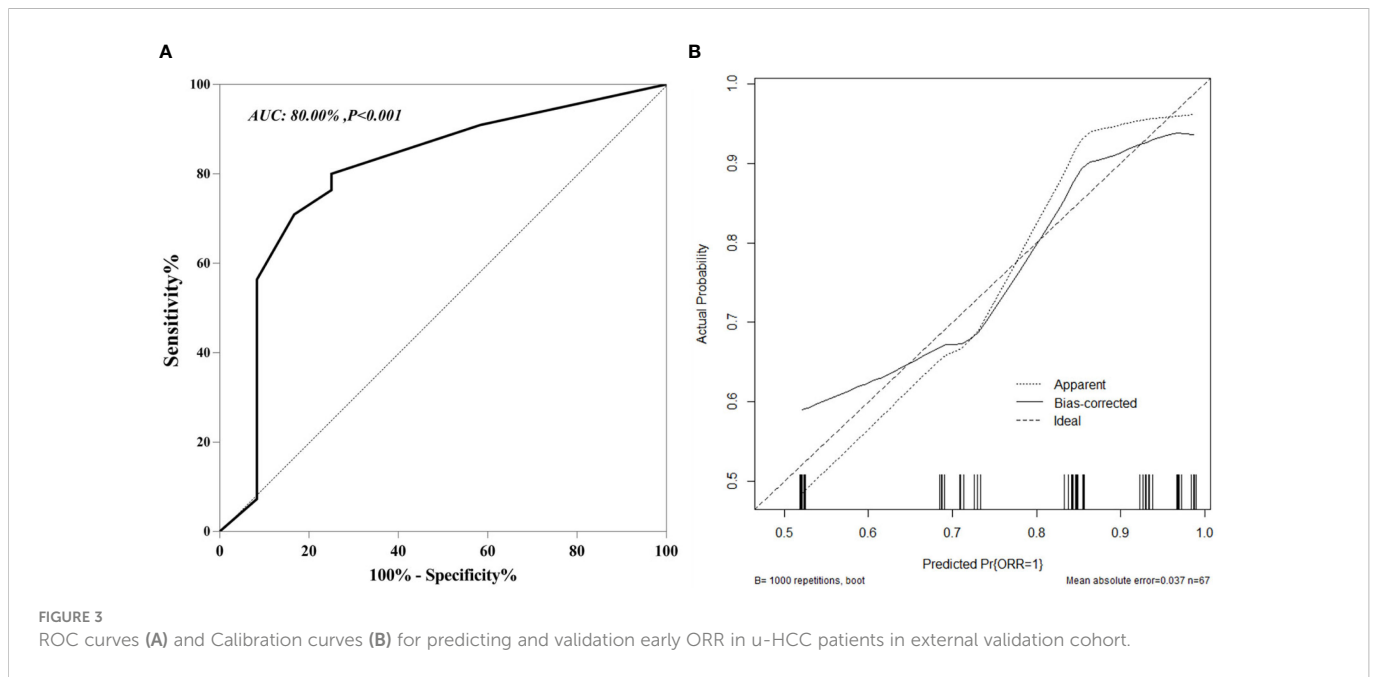 A
100
80
60
40
20
0
Sensitivity%
AUC: 80.00% ,P<0.001
0 20 40 60 80 100
100% - Specificity%
B
1.0
0.9
0.8
0.7
0.6
0.5
Actual Probability
Apparent
Bias-corrected
Ideal
0.5 0.6 0.7 0.8 0.9 1.0
Predicted Pr{ORR=1}
B= 1000 repetitions, boot
Mean absolute error=0.037 n=67
FIGURE 3
ROC curves (A) and Calibration curves (B) for predicting and validation early ORR in u-HCC patients in external validation cohort.